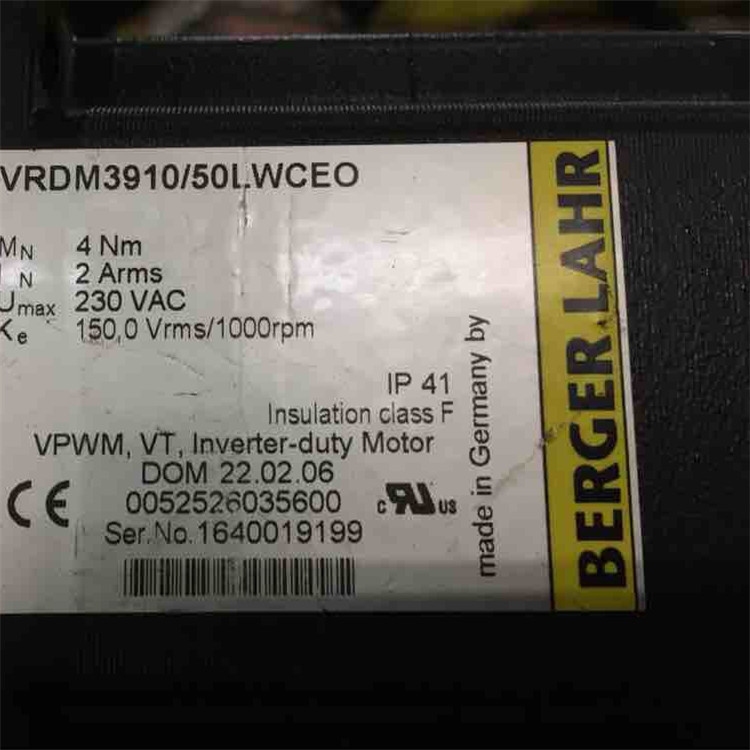 VRDM3910/50LWCEO
MN 4 Nm
IN 2 Arms
Umax 230 VAC
Ke 150,0 Vrms/1000rpm
IP 41
Insulation class F
VPWM, VT, Inverter-duty Motor
DOM 22.02.06
CE 0052526035600 c RU US
Ser.No.1640019199
made in Germany by
BERGER LAHR